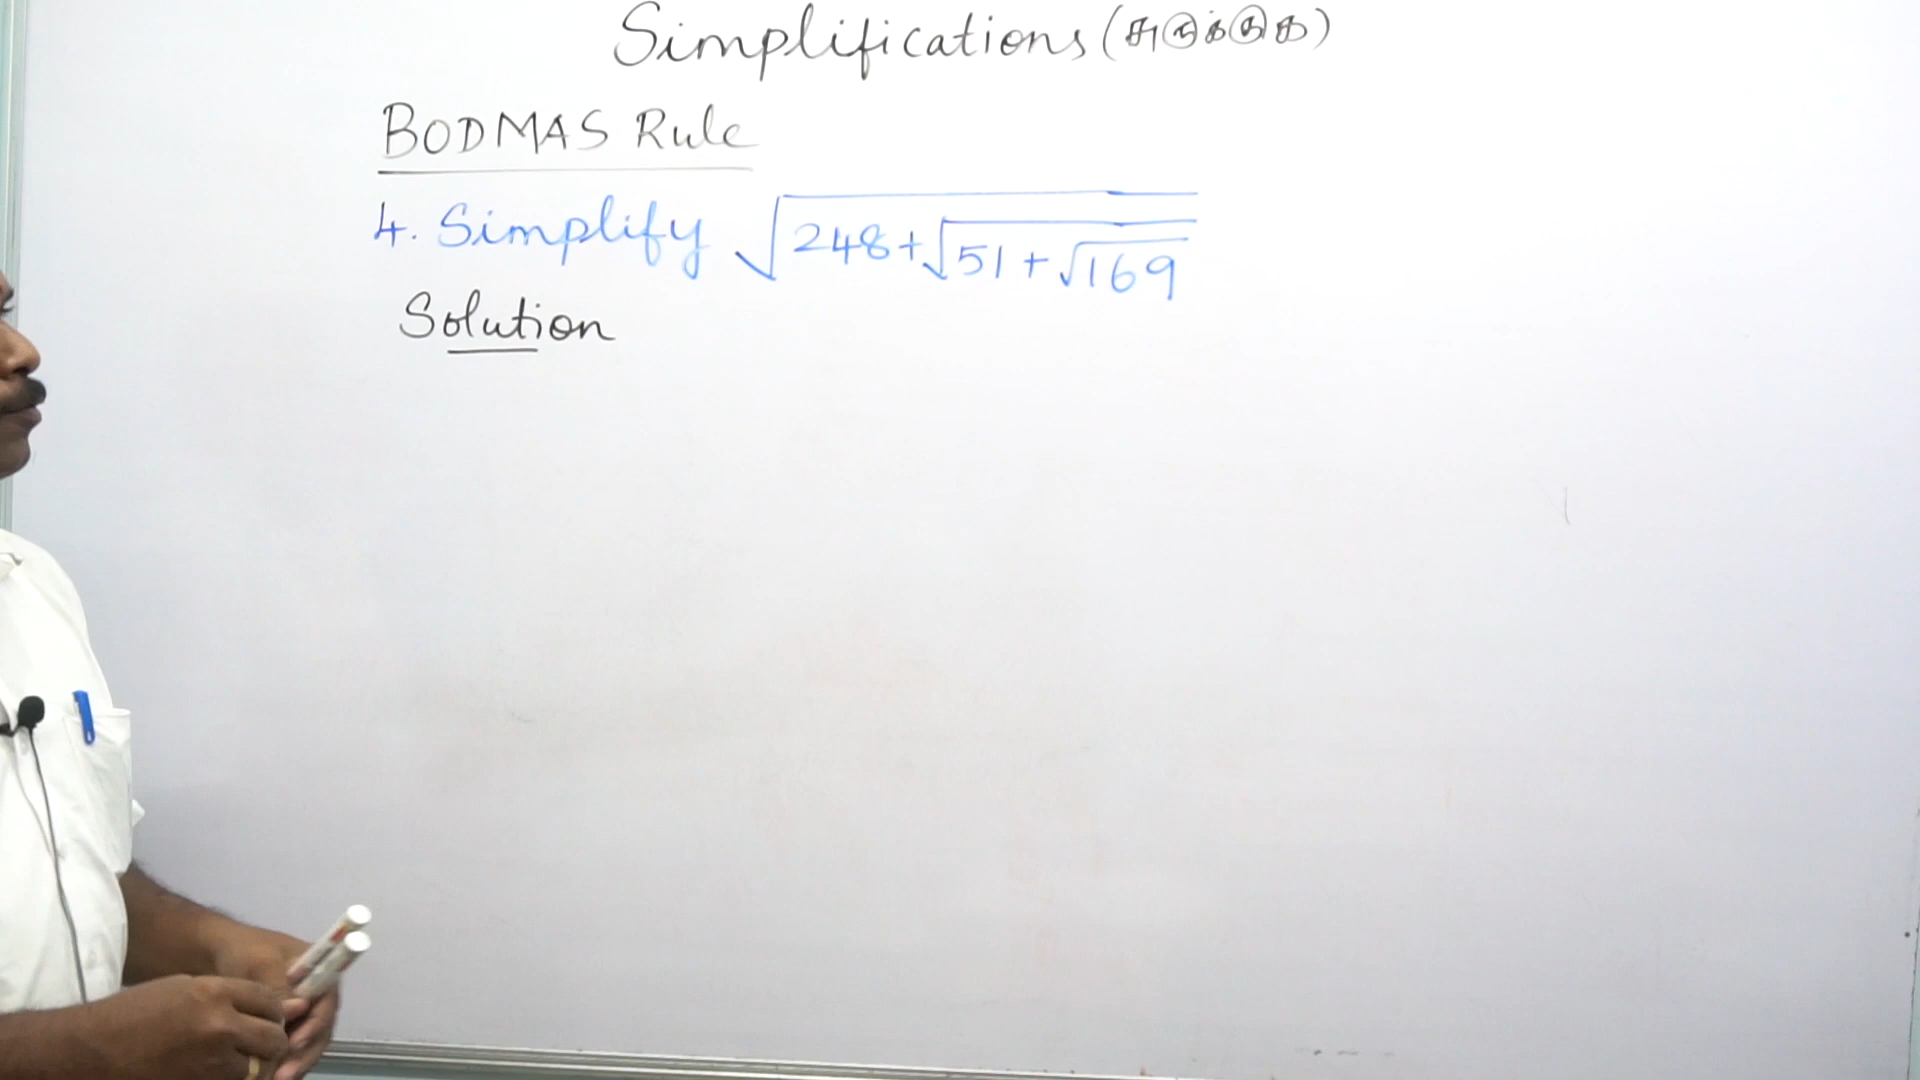 Simplifications (சுருக்குக)
BODMAS Rule
4. Simplify √248+√51+√169
Solution